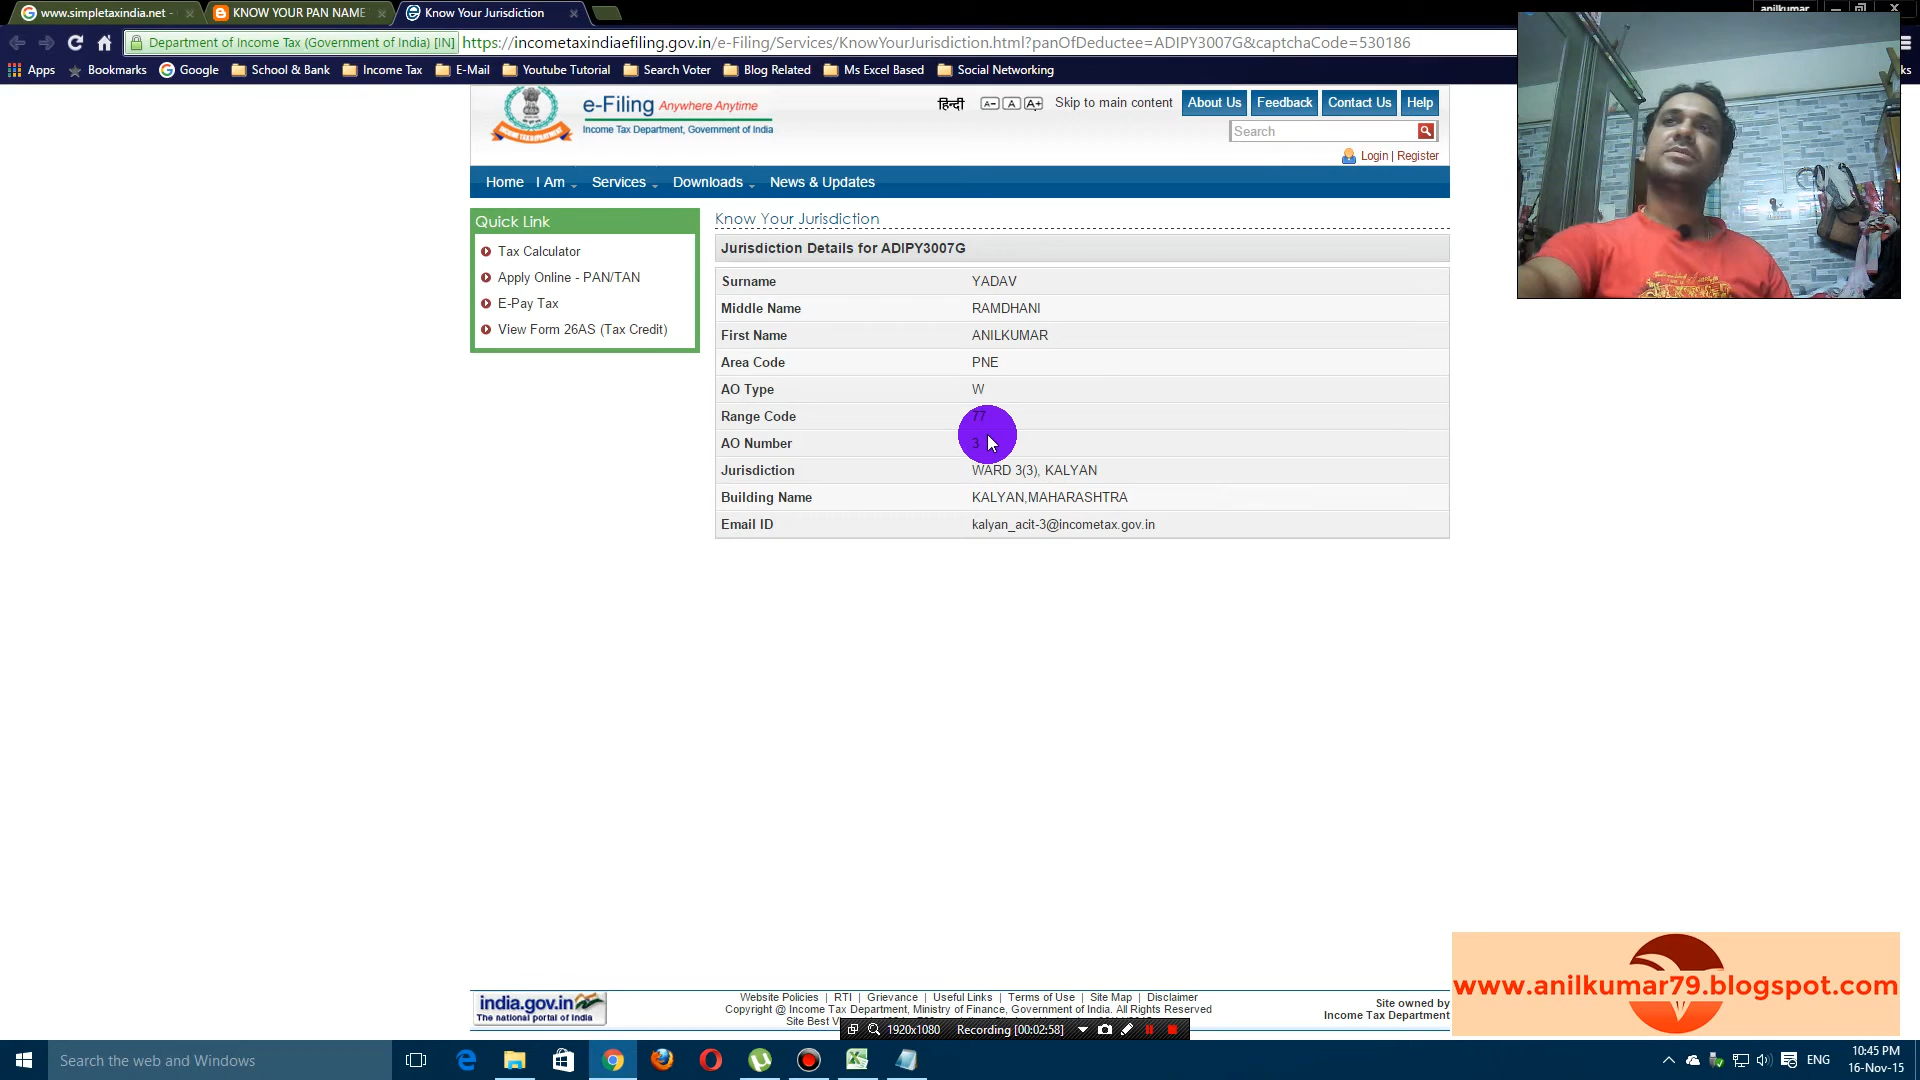 www.simpletaxindia.net -
KNOW YOUR PAN NAME
Know Your Jurisdiction
anilkumar
Department of Income Tax (Government of India) [IN]
https://incometaxindiaefiling.gov.in/e-Filing/Services/KnowYourJurisdiction.html?panOfDeductee=ADIPY3007G&captchaCode=530186
Apps Bookmarks Google School & Bank Income Tax E-Mail Youtube Tutorial Search Voter Blog Related Ms Excel Based Social Networking
e-Filing Anywhere Anytime
Income Tax Department, Government of India
हिन्दी A- A A+ Skip to main content About Us Feedback Contact Us Help
Search
Login | Register
Home I Am Services Downloads News & Updates
Quick Link
Tax Calculator
Apply Online - PAN/TAN
E-Pay Tax
View Form 26AS (Tax Credit)
Know Your Jurisdiction
Jurisdiction Details for ADIPY3007G
Surname YADAV
Middle Name RAMDHANI
First Name ANILKUMAR
Area Code PNE
AO Type W
Range Code 77
AO Number 3
Jurisdiction WARD 3(3), KALYAN
Building Name KALYAN,MAHARASHTRA
Email ID kalyan_acit-3@incometax.gov.in
www.anilkumar79.blogspot.com
india.gov.in
The national portal of India
Website Policies | RTI | Grievance | Useful Links | Terms of Use | Site Map | Disclaimer
Copyright @ Income Tax Department, Ministry of Finance, Government of India. All Rights Reserved
Site Best
Site owned by
Income Tax Department
1920x1080 Recording [00:02:58]
Search the web and Windows
ENG
10:45 PM
16-Nov-15